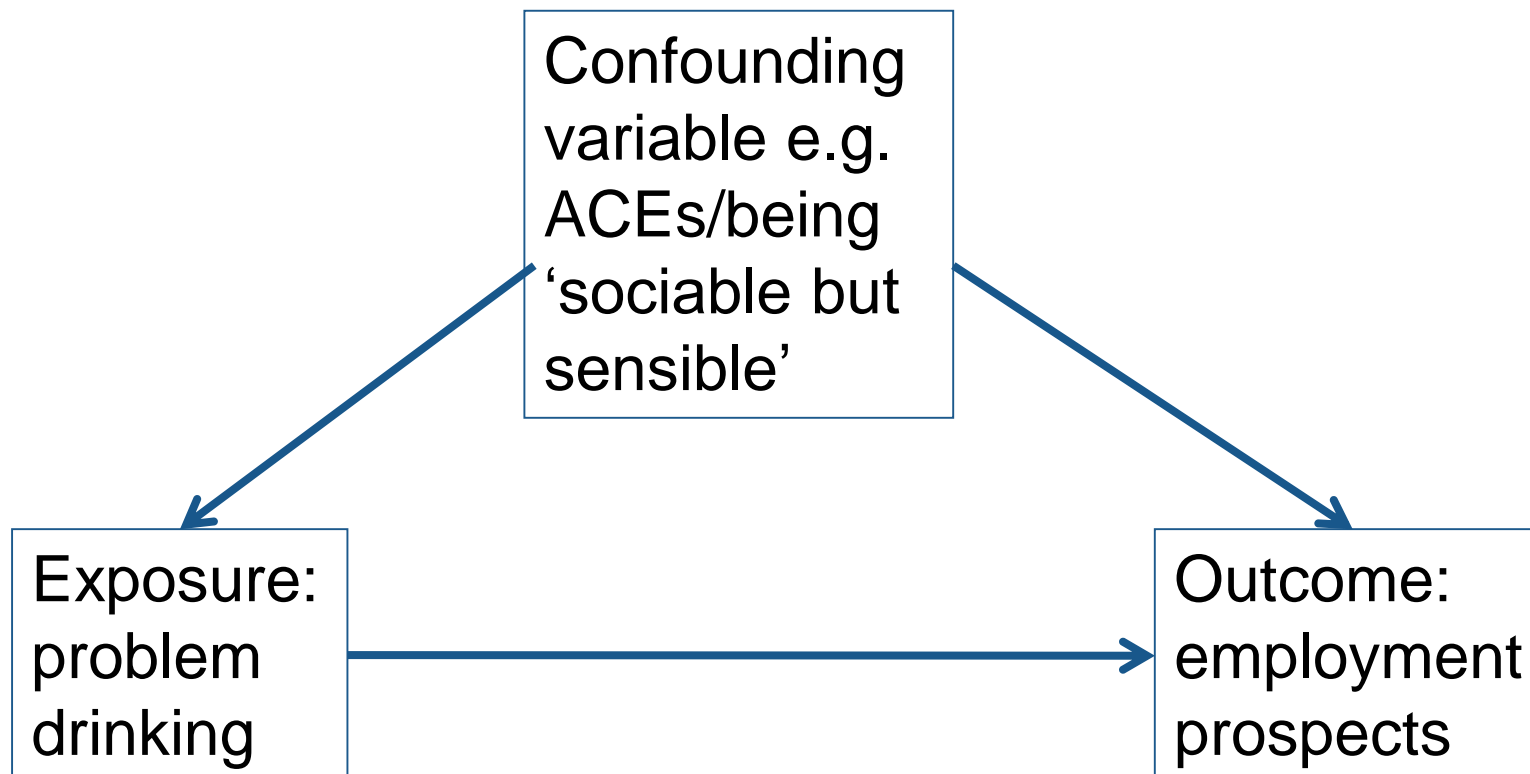 Confounding
variable e.g.
ACEs/being
‘sociable but
sensible’
Exposure:
problem
drinking
Outcome:
employment
prospects